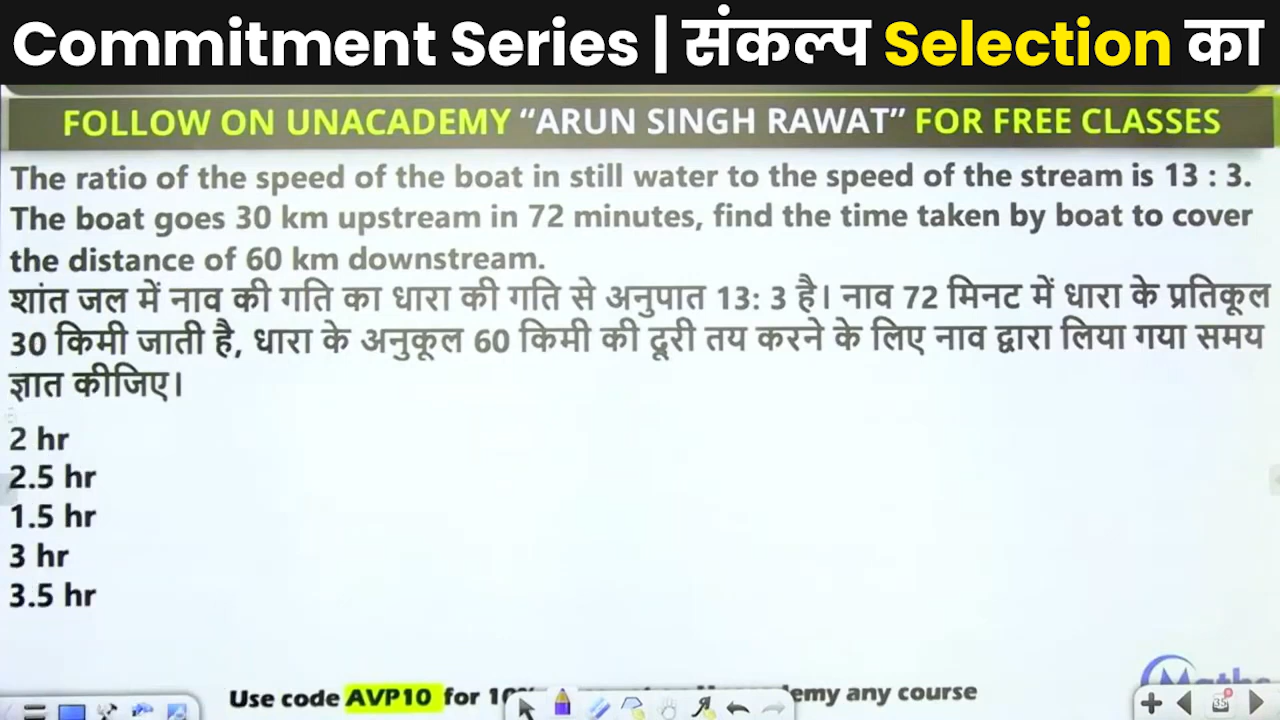 Commitment Series | संकल्प Selection का
FOLLOW ON UNACADEMY “ARUN SINGH RAWAT” FOR FREE CLASSES
The ratio of the speed of the boat in still water to the speed of the stream is 13 : 3.
The boat goes 30 km upstream in 72 minutes, find the time taken by boat to cover
the distance of 60 km downstream.
शांत जल में नाव की गति का धारा की गति से अनुपात 13: 3 है। नाव 72 मिनट में धारा के प्रतिकूल
30 किमी जाती है, धारा के अनुकूल 60 किमी की दूरी तय करने के लिए नाव द्वारा लिया गया समय
ज्ञात कीजिए।
2 hr
2.5 hr
1.5 hr
3 hr
3.5 hr
Maths
Use code AVP10 for any course
35